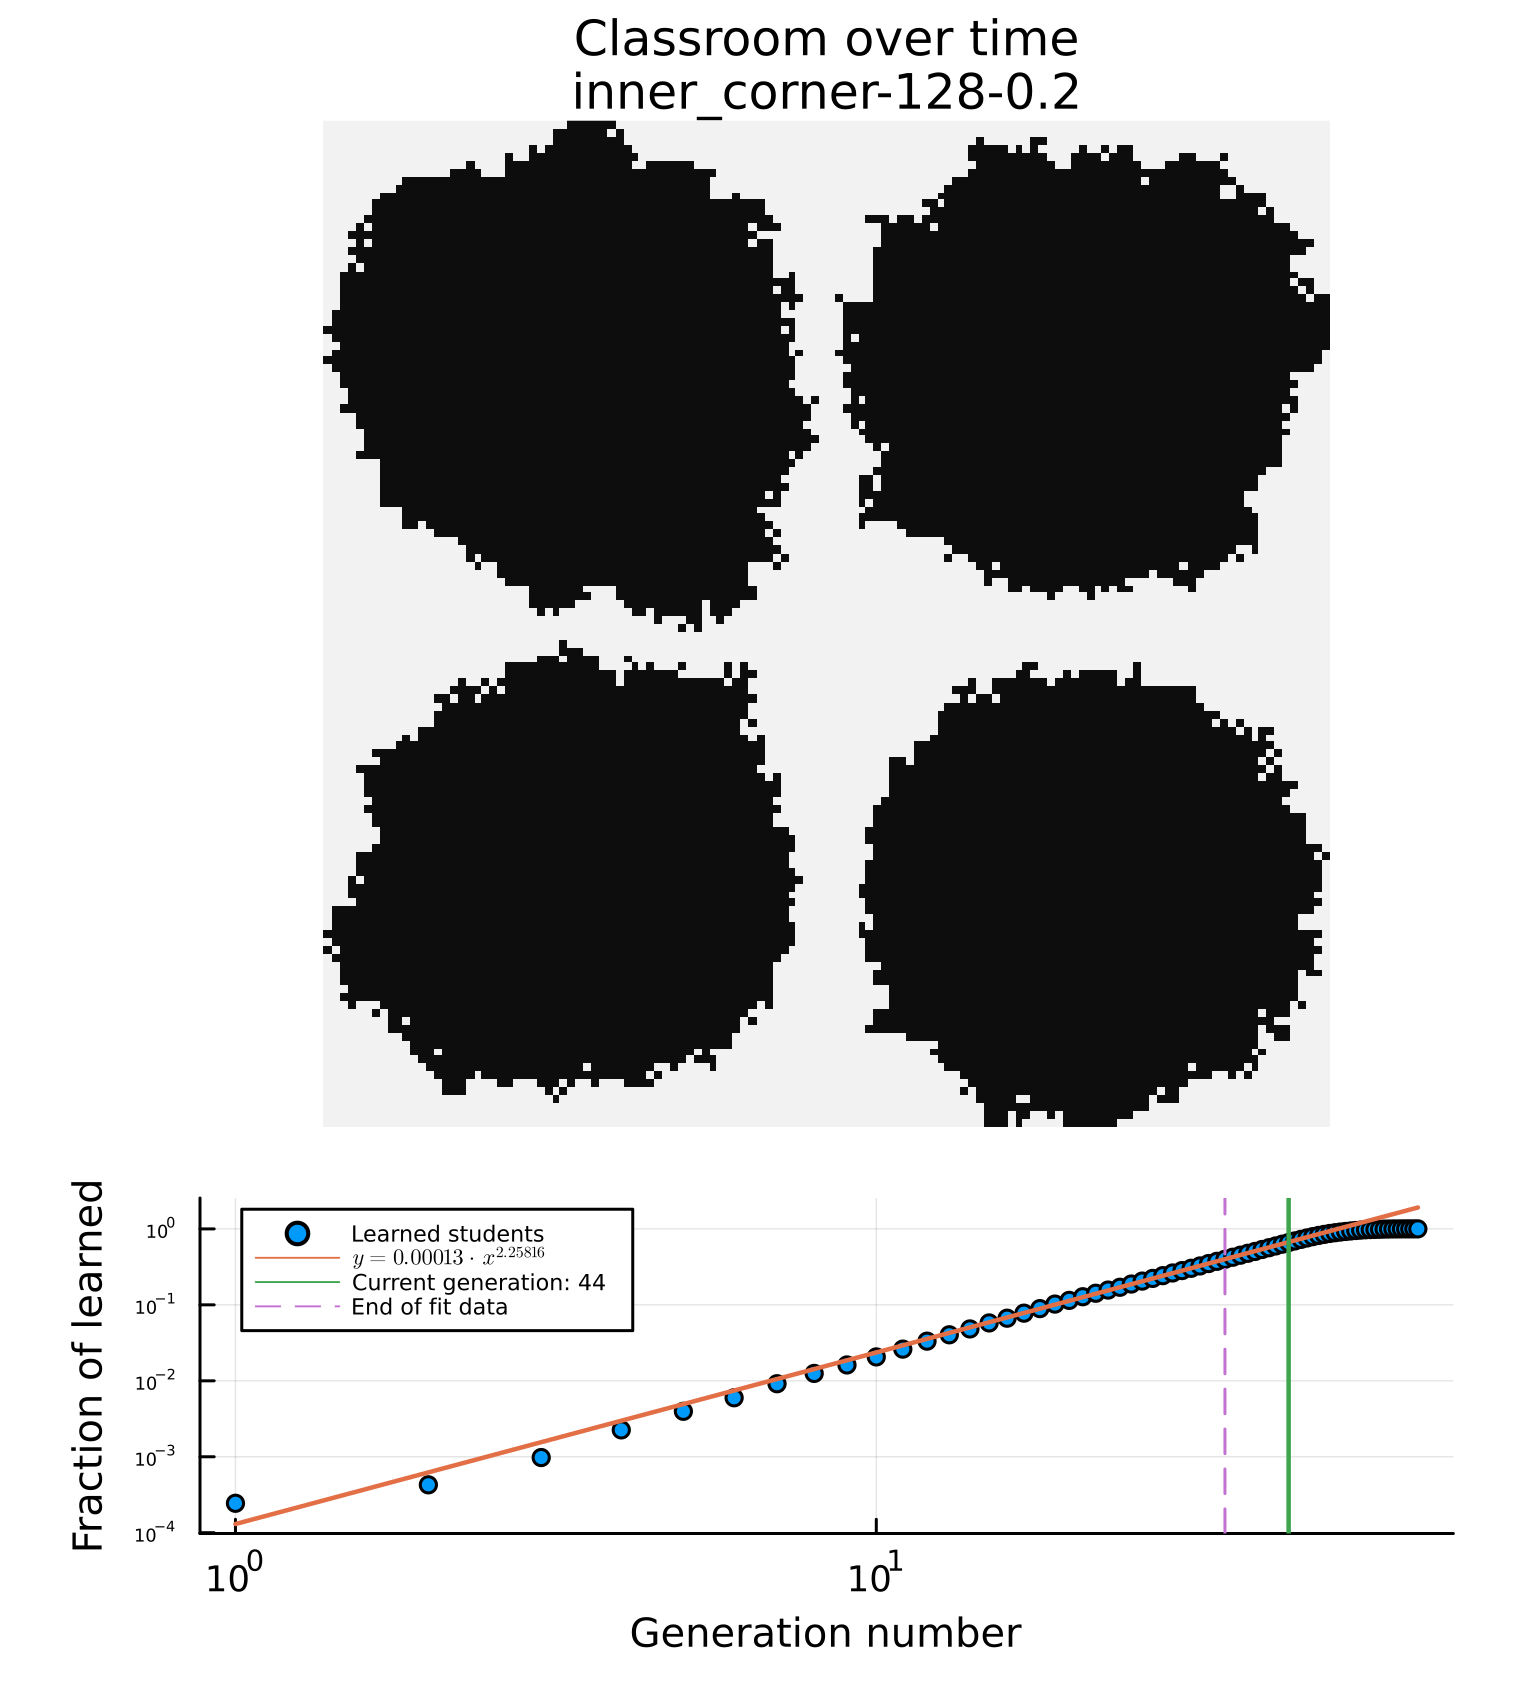 Classroom over time
inner_corner-128-0.2
Fraction of learned
10^0
10^-1
10^-2
10^-3
10^-4
Learned students
y = 0.00013 · x^2.25816
Current generation: 44
End of fit data
10^0 10^1
Generation number